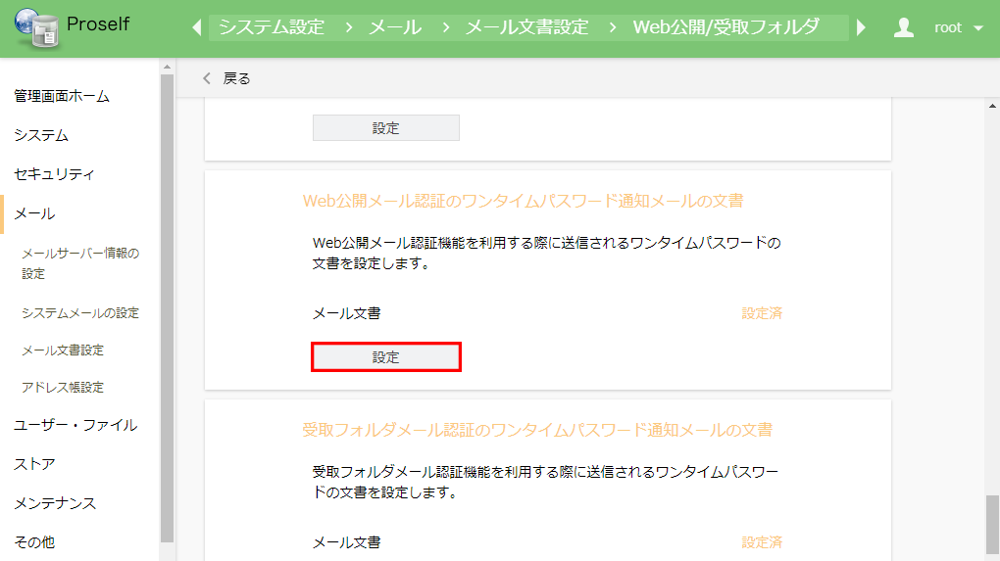 Proself
システム設定 > メール > メール文書設定 > Web公開/受取フォルダ
root
管理画面ホーム
システム
セキュリティ
メール
メールサーバー情報の
設定
システムメールの設定
メール文書設定
アドレス帳設定
ユーザー・ファイル
ストア
メンテナンス
その他
戻る
設定
Web公開メール認証のワンタイムパスワード通知メールの文書
Web公開メール認証機能を利用する際に送信されるワンタイムパスワードの
文書を設定します。
メール文書 設定済
設定
受取フォルダメール認証のワンタイムパスワード通知メールの文書
受取フォルダメール認証機能を利用する際に送信されるワンタイムパスワー
ドの文書を設定します。
メール文書 設定済